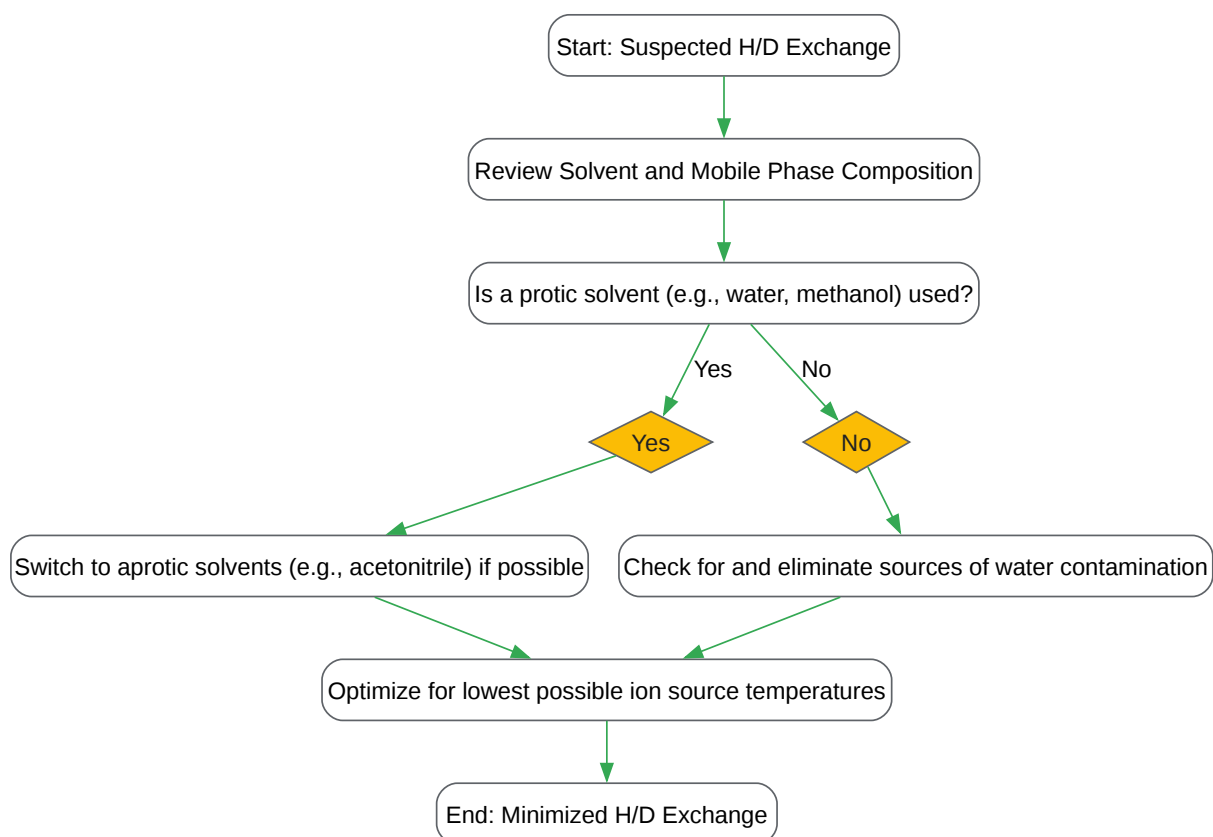 Start: Suspected H/D Exchange
Review Solvent and Mobile Phase Composition
Is a protic solvent (e.g., water, methanol) used?
Yes
No
Yes
No
Switch to aprotic solvents (e.g., acetonitrile) if possible
Check for and eliminate sources of water contamination
Optimize for lowest possible ion source temperatures
End: Minimized H/D Exchange